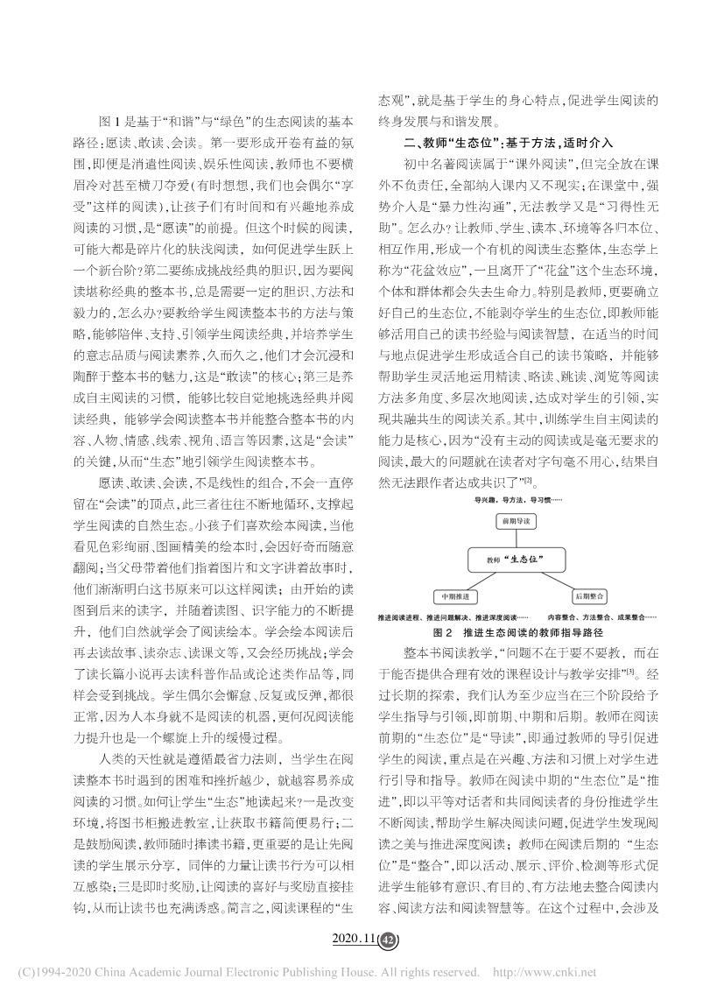 图 1 是基于“和谐”与“绿色”的生态阅读的基本
路径:愿读、敢读、会读。第一要形成开卷有益的氛
围,即便是消遣性阅读、娱乐性阅读,教师也不要横
眉冷对甚至横刀夺爱(有时想想,我们也会偶尔“享
受”这样的阅读),让孩子们有时间和有兴趣地养成
阅读的习惯,是“愿读”的前提。但这个时候的阅读,
可能大都是碎片化的肤浅阅读,如何促进学生跃上
一个新台阶?第二要练成挑战经典的胆识,因为要阅
读堪称经典的整本书,总是需要一定的胆识、方法和
毅力的,怎么办?要教给学生阅读整本书的方法与策
略,能够陪伴、支持、引领学生阅读经典,并培养学生
的意志品质与阅读素养,久而久之,他们才会沉浸和
陶醉于整本书的魅力,这是“敢读”的核心;第三是养
成自主阅读的习惯,能够比较自觉地挑选经典并阅
读经典,能够学会阅读整本书并能整合整本书的内
容、人物、情感、线索、视角、语言等因素,这是“会读”
的关键,从而“生态”地引领学生阅读整本书。
愿读、敢读、会读,不是线性的组合,不会一直停
留在“会读”的顶点,此三者往往不断地循环,支撑起
学生阅读的自然生态。小孩子们喜欢绘本阅读,当他
看见色彩绚丽、图画精美的绘本时,会因好奇而随意
翻阅;当父母带着他们指着图片和文字讲着故事时,
他们渐渐明白这书原来可以这样阅读;由开始的读
图到后来的读字,并随着读图、识字能力的不断提
升,他们自然就学会了阅读绘本。学会绘本阅读后
再去读故事、读杂志、读课文等,又会经历挑战;学会
了读长篇小说再去读科普作品或论述类作品等,同
样会受到挑战。学生偶尔会懈怠、反复或反弹,都很
正常,因为人本身就不是阅读的机器,更何况阅读能
力提升也是一个螺旋上升的缓慢过程。
人类的天性就是遵循最省力法则,当学生在阅
读整本书时遇到的困难和挫折越少,就越容易养成
阅读的习惯。如何让学生“生态”地读起来?一是改变
环境,将图书柜搬进教室,让获取书籍简便易行;二
是鼓励阅读,教师随时捧读书籍,更重要的是让先阅
读的学生展示分享,同伴的力量让读书行为可以相
互感染;三是即时奖励,让阅读的喜好与奖励直接挂
钩,从而让读书也充满诱惑。简言之,阅读课程的“生
态观”,就是基于学生的身心特点,促进学生阅读的
终身发展与和谐发展。
二、教师“生态位”:基于方法,适时介入
初中名著阅读属于“课外阅读”,但完全放在课
外不负责任,全部纳入课内又不现实;在课堂中,强
势介人是“暴力性沟通”,无法教学又是“习得性无
助”。怎么办?让教师、学生、读本、环境等各归本位、
相互作用,形成一个有机的阅读生态整体,生态学上
称为“花盆效应”,一旦离开了“花盆”这个生态环境,
个体和群体都会失去生命力。特别是教师,更要确立
好自己的生态位,不能剥夺学生的生态位,即教师能
够活用自己的读书经验与阅读智慧,在适当的时间
与地点促进学生形成适合自己的读书策略,并能够
帮助学生灵活地运用精读、略读、跳读、浏览等阅读
方法多角度、多层次地阅读,达成对学生的引领,实
现共融共生的阅读关系。其中,训练学生自主阅读的
能力是核心,因为“没有主动的阅读或是毫无要求的
阅读,最大的问题就在读者对字句毫不用心,结果自
然无法跟作者达成共识了”[2]。
导兴趣,导方法,导习惯……
前期导读
教师“生态位”
中期推进
后期整合
推进阅读进程、推进问题解决、推进深度阅读……
内容整合、方法整合、成果整合……
图 2 推进生态阅读的教师指导路径
整本书阅读教学,“问题不在于要不要教,而在
于能否提供合理有效的课程设计与教学安排”[3]。经
过长期的探索,我们认为至少应当在三个阶段给予
学生指导与引领,即前期、中期和后期。教师在阅读
前期的“生态位”是“导读”,即通过教师的导引促进
学生的阅读,重点是在兴趣、方法和习惯上对学生进
行引导和指导。教师在阅读中期的“生态位”是“推
进”,即以平等对话者和共同阅读者的身份推进学生
不断阅读,帮助学生解决阅读问题,促进学生发现阅
读之美与推进深度阅读;教师在阅读后期的“生态
位”是“整合”,即以活动、展示、评价、检测等形式促
进学生能够有意识、有目的、有方法地去整合阅读内
容、阅读方法和阅读智慧等。在这个过程中,会涉及
2020.11 42
(C)1994-2020 China Academic Journal Electronic Publishing House. All rights reserved. http://www.cnki.net